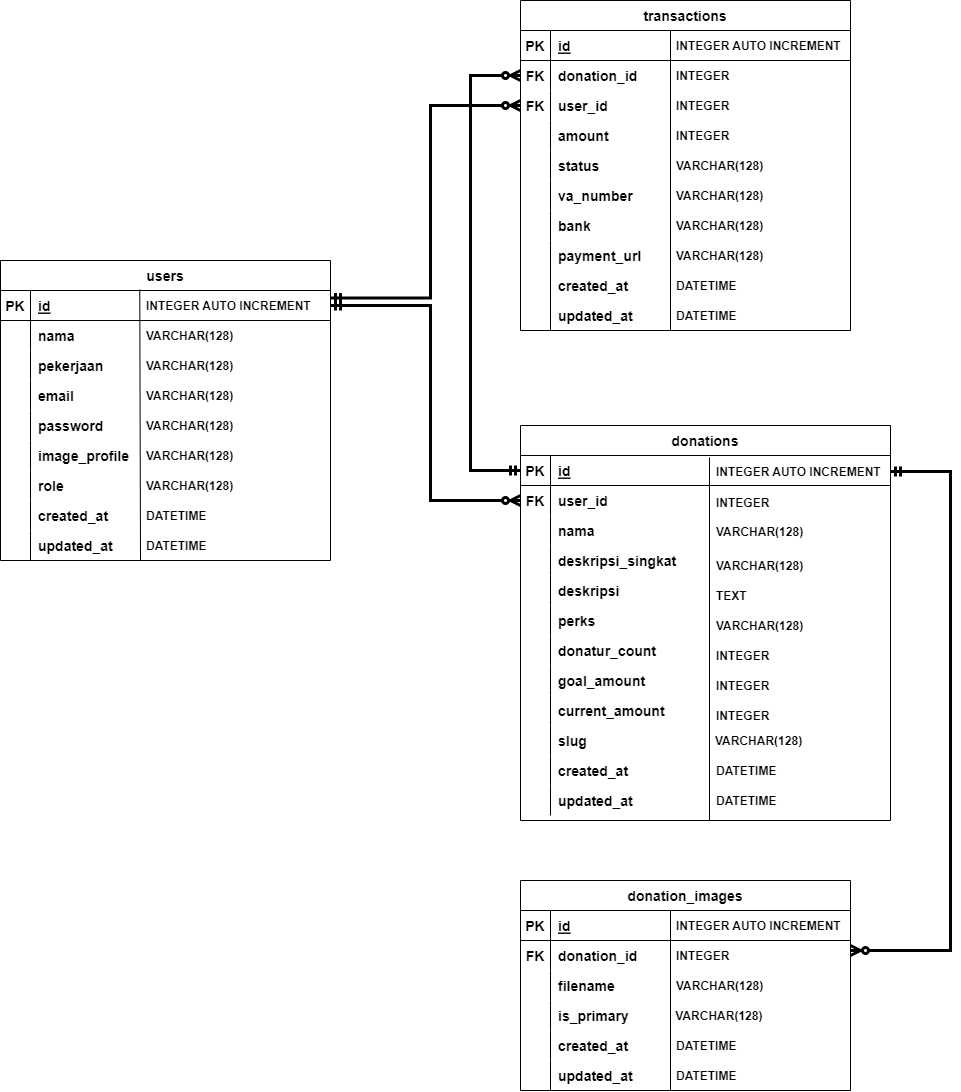 transactions
PK id INTEGER AUTO INCREMENT
FK donation_id INTEGER
FK user_id INTEGER
amount INTEGER
status VARCHAR(128)
va_number VARCHAR(128)
bank VARCHAR(128)
payment_url VARCHAR(128)
created_at DATETIME
updated_at DATETIME
users
PK id INTEGER AUTO INCREMENT
nama VARCHAR(128)
pekerjaan VARCHAR(128)
email VARCHAR(128)
password VARCHAR(128)
image_profile VARCHAR(128)
role VARCHAR(128)
created_at DATETIME
updated_at DATETIME
donations
PK id INTEGER AUTO INCREMENT
FK user_id INTEGER
nama VARCHAR(128)
deskripsi_singkat VARCHAR(128)
deskripsi TEXT
perks VARCHAR(128)
donatur_count INTEGER
goal_amount INTEGER
current_amount INTEGER
slug VARCHAR(128)
created_at DATETIME
updated_at DATETIME
donation_images
PK id INTEGER AUTO INCREMENT
FK donation_id INTEGER
filename VARCHAR(128)
is_primary VARCHAR(128)
created_at DATETIME
updated_at DATETIME